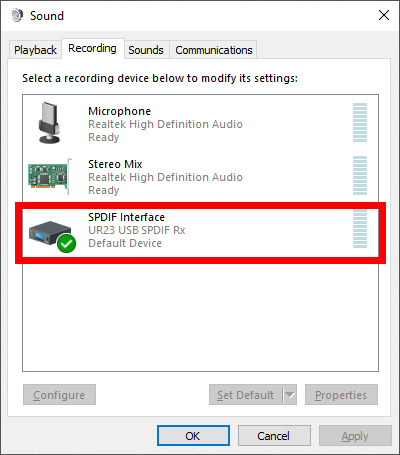 Sound
Playback Recording Sounds Communications
Select a recording device below to modify its settings:
Microphone
Realtek High Definition Audio
Ready
Stereo Mix
Realtek High Definition Audio
Ready
SPDIF Interface
UR23 USB SPDIF Rx
Default Device
Configure Set Default Properties
OK Cancel Apply